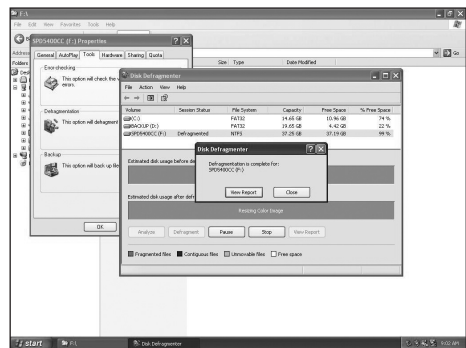 F:\
File Edit View Favorites Tools Help
Address
Go
Folders
Size Type Date Modified
SPD5400CC (F:) Properties
General AutoPlay Tools Hardware Sharing Quota
Error-checking
This option will check the v
errors.
Defragmentation
This option will defragment
Backup
This option will back up file
OK
Disk Defragmenter
File Action View Help
Volume Session Status File System Capacity Free Space % Free Space
(C:) FAT32 14.65 GB 10.96 GB 74 %
BACKUP (D:) FAT32 19.65 GB 4.42 GB 22 %
SPD5400CC (F:) Defragmented NTFS 37.25 GB 37.19 GB 99 %
Estimated disk usage before de
Disk Defragmenter
Defragmentation is complete for:
SPD5400CC (F:)
View Report Close
Estimated disk usage after defr
Resizing Color Image
Analyze Defragment Pause Stop View Report
Fragmented files Contiguous files Unmovable files Free space
start F:\ Disk Defragmenter 9:02 AM